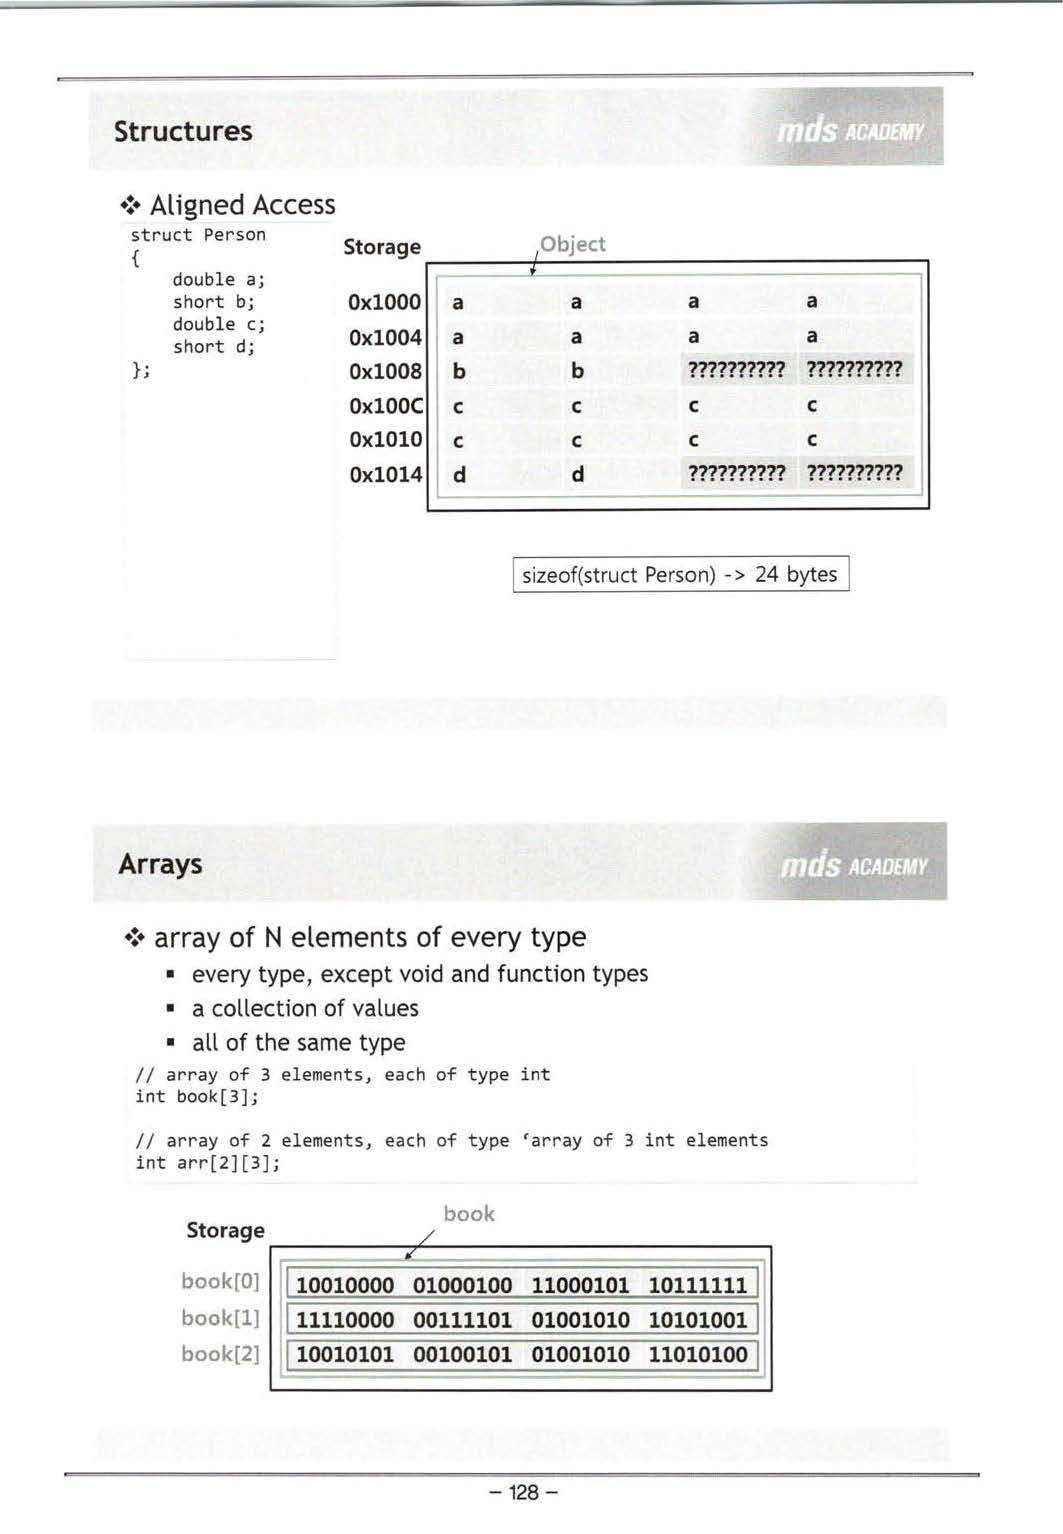 Structures
mds ACADEMY
❖ Aligned Access
struct Person
{
    double a;
    short b;
    double c;
    short d;
};
Storage
Object
0x1000 a a a a
0x1004 a a a a
0x1008 b b ?????????? ??????????
0x100C c c c c
0x1010 c c c c
0x1014 d d ?????????? ??????????
sizeof(struct Person) -> 24 bytes
Arrays
mds ACADEMY
❖ array of N elements of every type
▪ every type, except void and function types
▪ a collection of values
▪ all of the same type
// array of 3 elements, each of type int
int book[3];
// array of 2 elements, each of type ‘array of 3 int elements
int arr[2][3];
book
Storage
book[0] 10010000 01000100 11000101 10111111
book[1] 11110000 00111101 01001010 10101001
book[2] 10010101 00100101 01001010 11010100
– 128 –